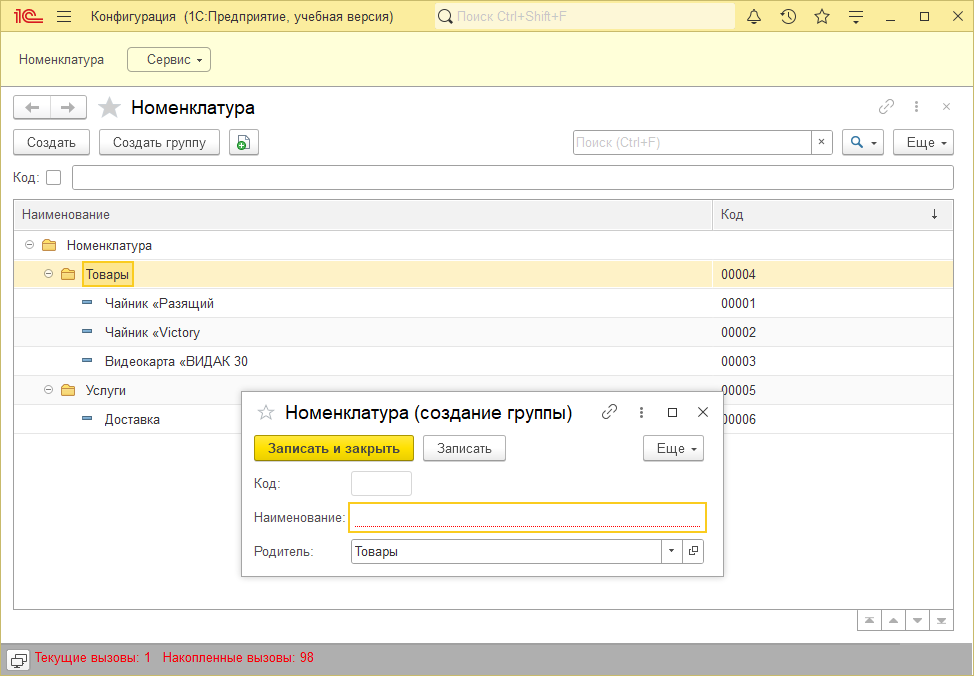 1С Конфигурация (1С:Предприятие, учебная версия) Поиск Ctrl+Shift+F
Номенклатура Сервис
Номенклатура
Создать Создать группу Поиск (Ctrl+F) Еще
Код:
Наименование Код
Номенклатура
Товары 00004
Чайник «Разящий 00001
Чайник «Victory 00002
Видеокарта «ВИДАК 30 00003
Услуги 00005
Доставка 00006
Номенклатура (создание группы)
Записать и закрыть Записать Еще
Код:
Наименование:
Родитель: Товары
Текущие вызовы: 1 Накопленные вызовы: 98